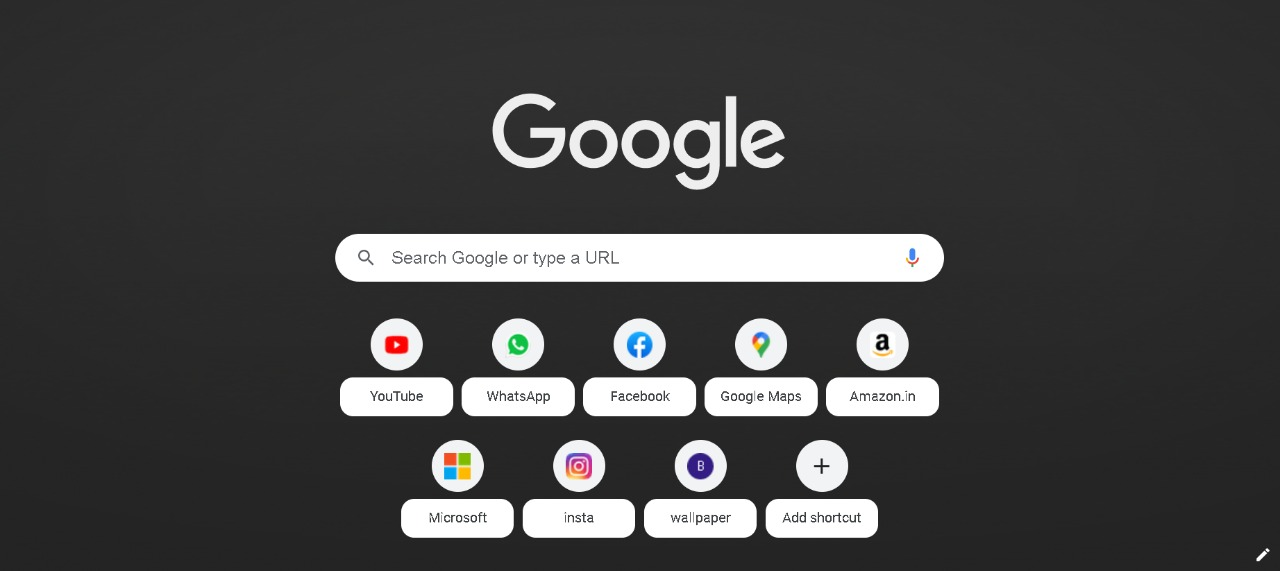 Google
Search Google or type a URL
YouTube
WhatsApp
Facebook
Google Maps
Amazon.in
B
Microsoft
insta
wallpaper
Add shortcut